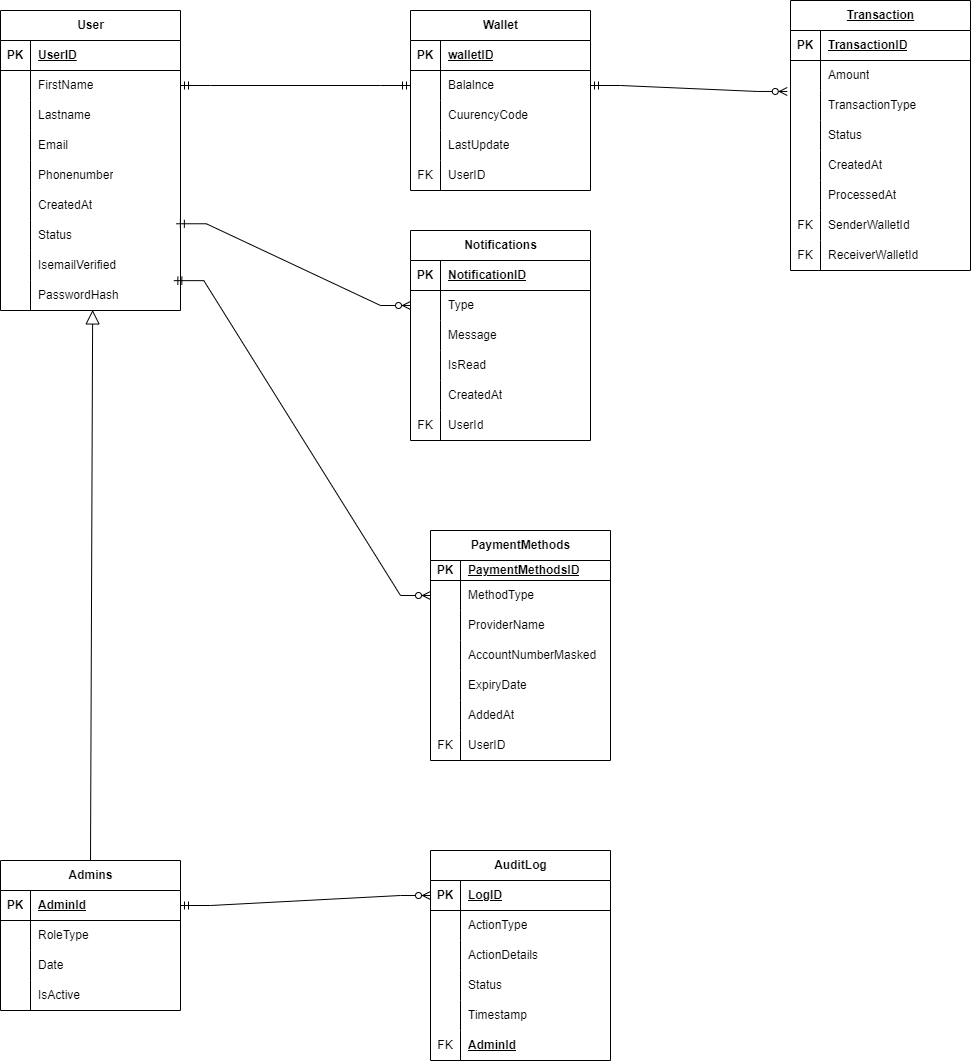 User
PK UserID
FirstName
Lastname
Email
Phonenumber
CreatedAt
Status
IsemailVerified
PasswordHash
Wallet
PK walletID
Balalnce
CuurencyCode
LastUpdate
FK UserID
Transaction
PK TransactionID
Amount
TransactionType
Status
CreatedAt
ProcessedAt
FK SenderWalletId
FK ReceiverWalletId
Notifications
PK NotificationID
Type
Message
IsRead
CreatedAt
FK UserId
PaymentMethods
PK PaymentMethodsID
MethodType
ProviderName
AccountNumberMasked
ExpiryDate
AddedAt
FK UserID
Admins
PK AdminId
RoleType
Date
IsActive
AuditLog
PK LogID
ActionType
ActionDetails
Status
Timestamp
FK AdminId